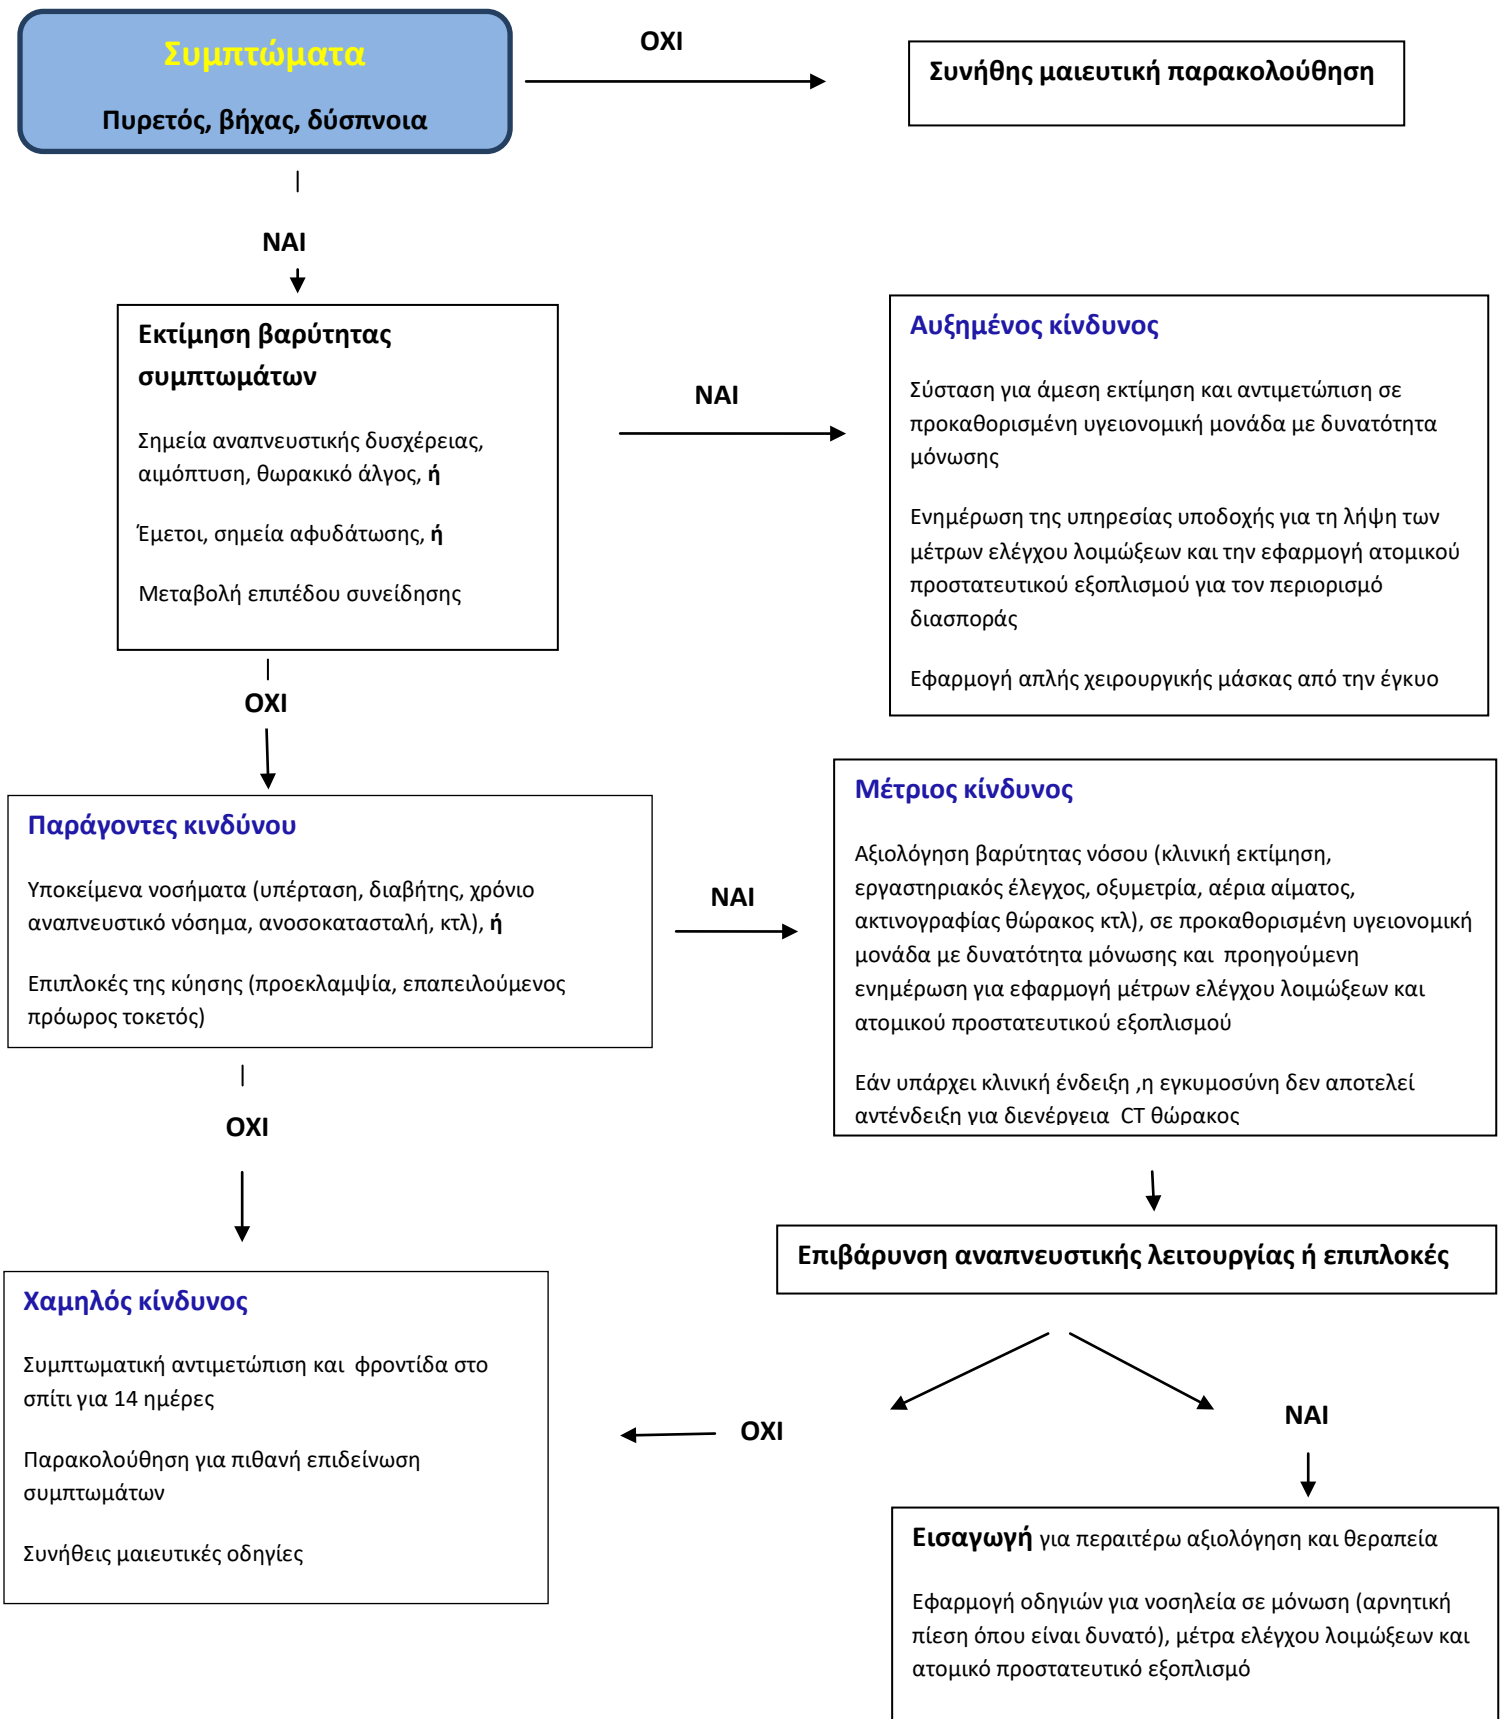 Συμπτώματα
Πυρετός, βήχας, δύσπνοια
ΟΧΙ
Συνήθης μαιευτική παρακολούθηση
ΝΑΙ
Εκτίμηση βαρύτητας
συμπτωμάτων
Σημεία αναπνευστικής δυσχέρειας,
αιμόπτυση, θωρακικό άλγος, ή
Έμετοι, σημεία αφυδάτωσης, ή
Μεταβολή επιπέδου συνείδησης
ΝΑΙ
Αυξημένος κίνδυνος
Σύσταση για άμεση εκτίμηση και αντιμετώπιση σε
προκαθορισμένη υγειονομική μονάδα με δυνατότητα
μόνωσης
Ενημέρωση της υπηρεσίας υποδοχής για τη λήψη των
μέτρων ελέγχου λοιμώξεων και την εφαρμογή ατομικού
προστατευτικού εξοπλισμού για τον περιορισμό
διασποράς
Εφαρμογή απλής χειρουργικής μάσκας από την έγκυο
ΟΧΙ
Παράγοντες κινδύνου
Υποκείμενα νοσήματα (υπέρταση, διαβήτης, χρόνιο
αναπνευστικό νόσημα, ανοσοκατασταλή, κτλ), ή
Επιπλοκές της κύησης (προεκλαμψία, επαπειλούμενος
πρόωρος τοκετός)
ΝΑΙ
Μέτριος κίνδυνος
Αξιολόγηση βαρύτητας νόσου (κλινική εκτίμηση,
εργαστηριακός έλεγχος, οξυμετρία, αέρια αίματος,
ακτινογραφίας θώρακος κτλ), σε προκαθορισμένη υγειονομική
μονάδα με δυνατότητα μόνωσης και προηγούμενη
ενημέρωση για εφαρμογή μέτρων ελέγχου λοιμώξεων και
ατομικού προστατευτικού εξοπλισμού
Εάν υπάρχει κλινική ένδειξη ,η εγκυμοσύνη δεν αποτελεί
αντένδειξη για διενέργεια CT θώρακος
ΟΧΙ
Επιβάρυνση αναπνευστικής λειτουργίας ή επιπλοκές
Χαμηλός κίνδυνος
Συμπτωματική αντιμετώπιση και φροντίδα στο
σπίτι για 14 ημέρες
Παρακολούθηση για πιθανή επιδείνωση
συμπτωμάτων
Συνήθεις μαιευτικές οδηγίες
ΟΧΙ
ΝΑΙ
Εισαγωγή για περαιτέρω αξιολόγηση και θεραπεία
Εφαρμογή οδηγιών για νοσηλεία σε μόνωση (αρνητική
πίεση όπου είναι δυνατό), μέτρα ελέγχου λοιμώξεων και
ατομικό προστατευτικό εξοπλισμό